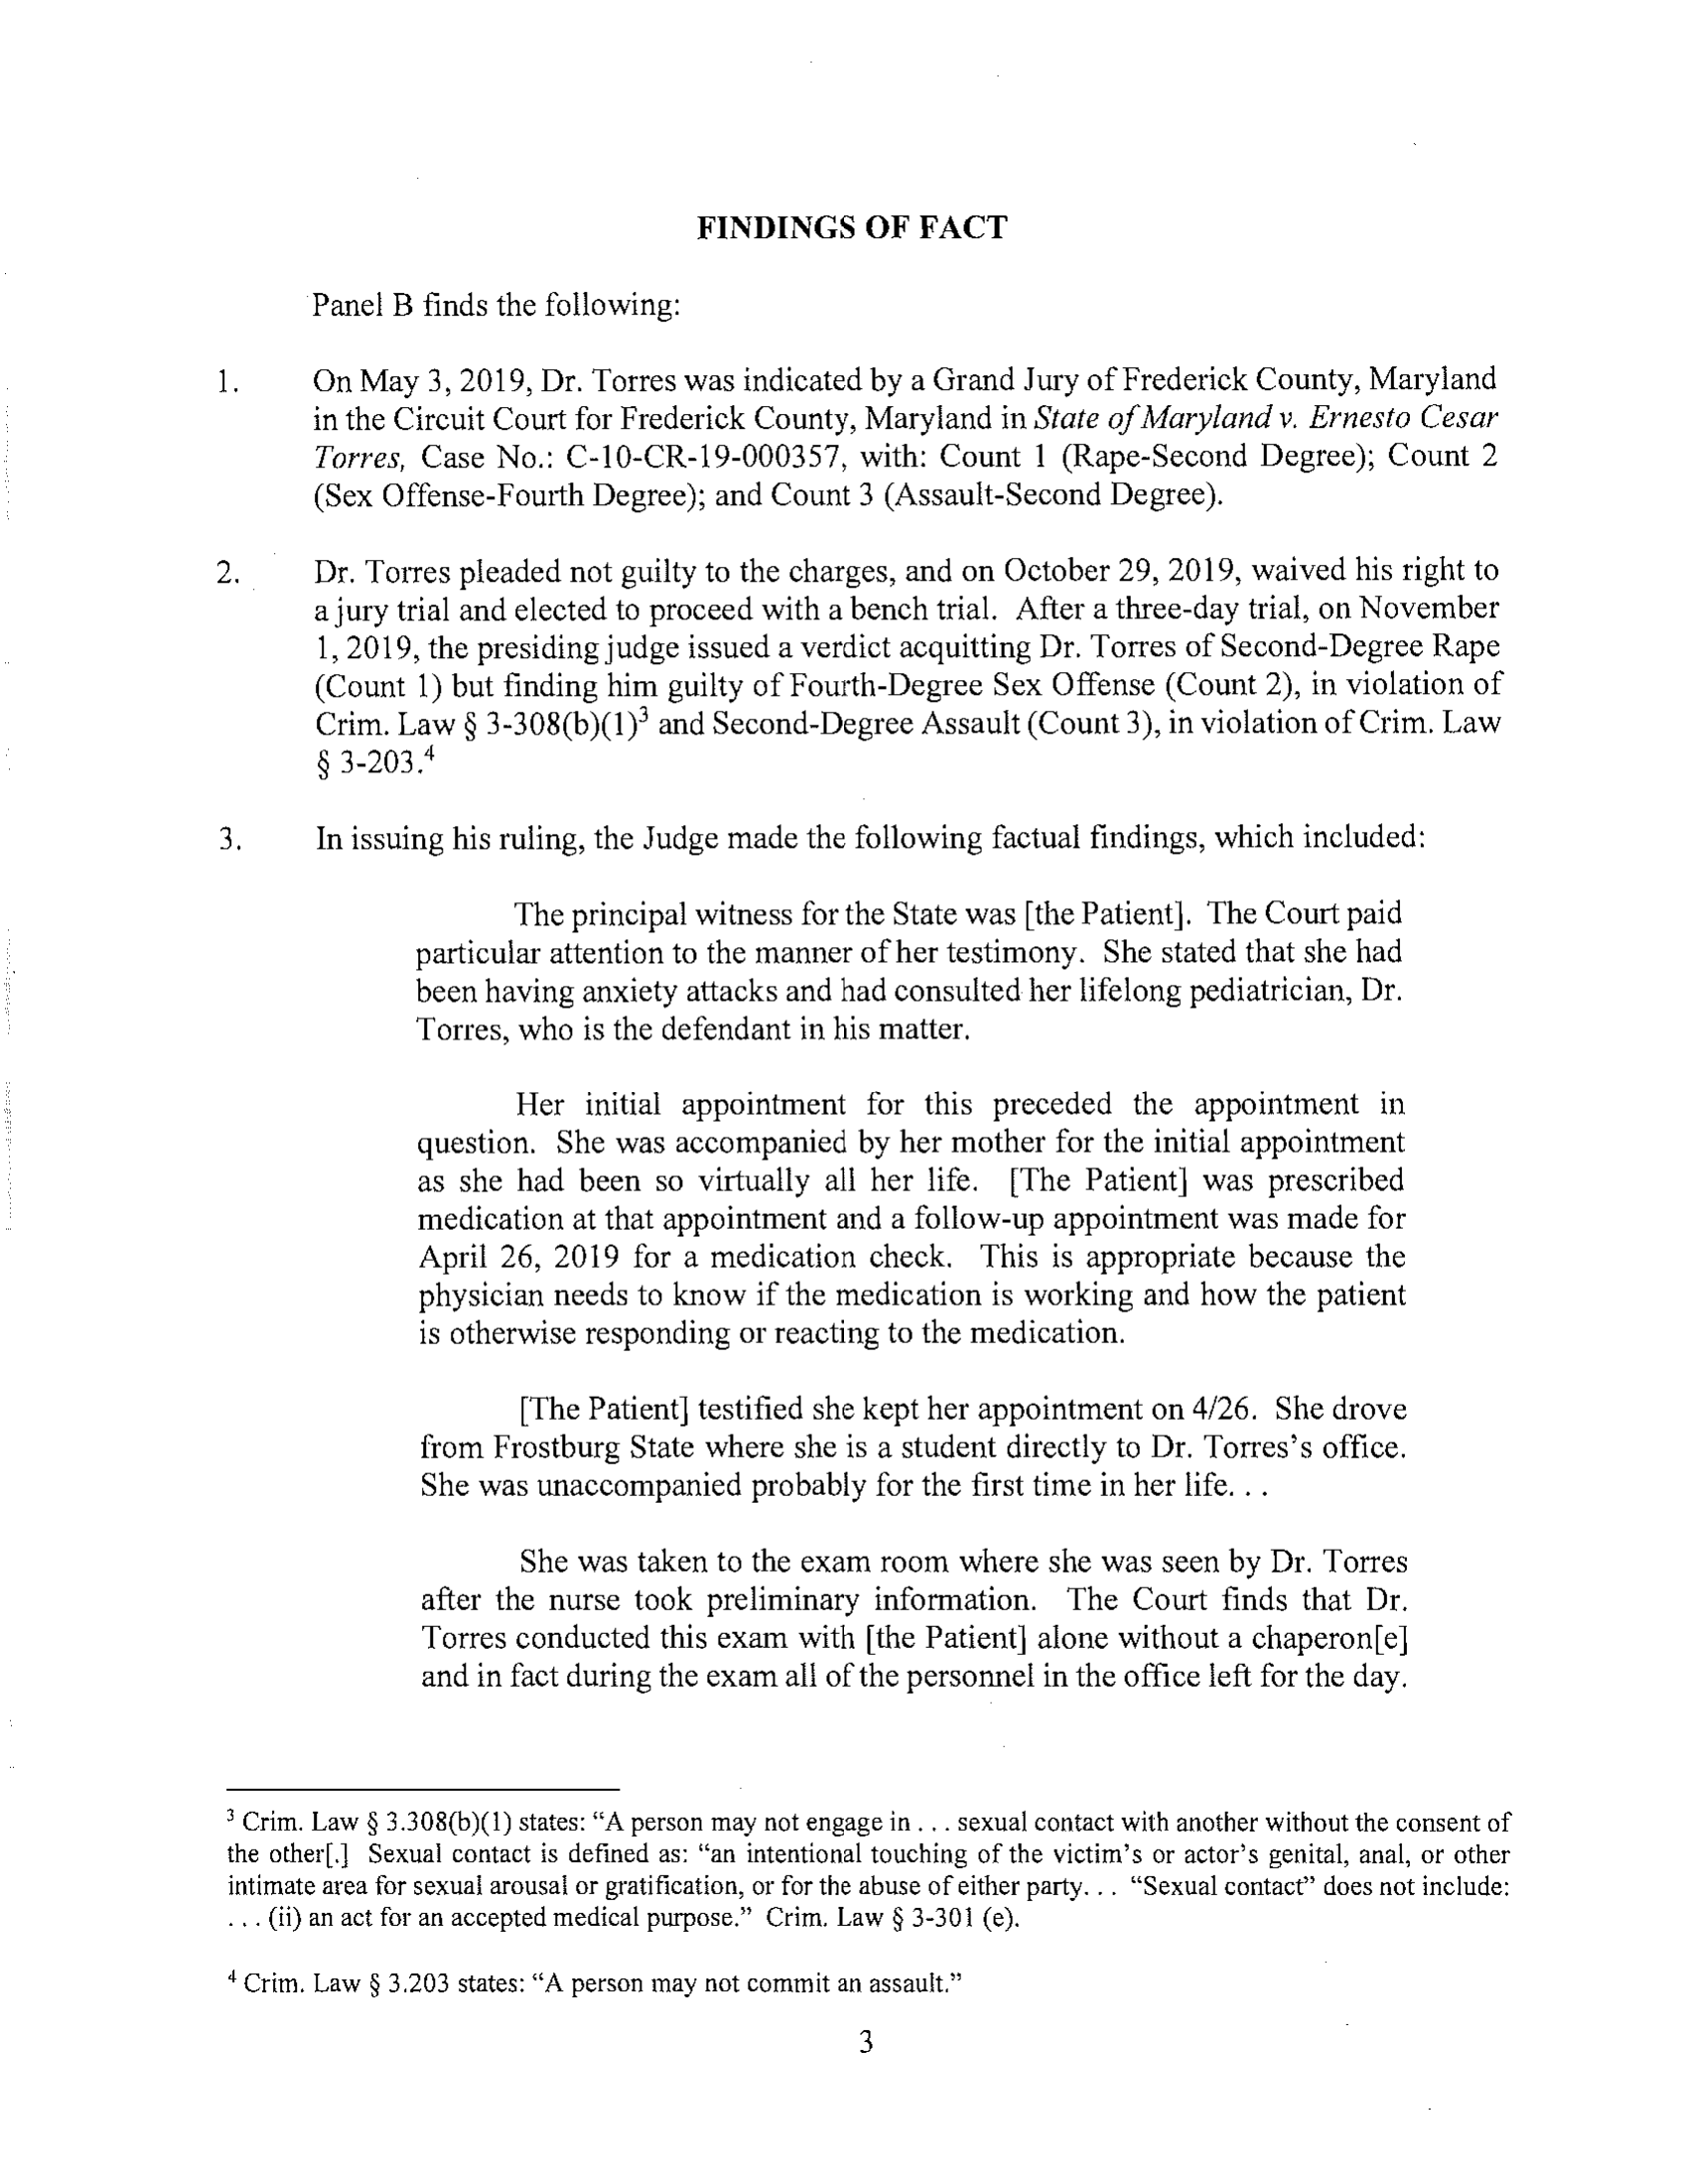 FINDINGS OF FACT
Panel B finds the following:
1. On May 3, 2019, Dr. Torres was indicated by a Grand Jury of Frederick County, Maryland
in the Circuit Court for Frederick County, Maryland in State of Maryland v. Ernesto Cesar
Torres, Case No.: C-10-CR-19-000357, with: Count 1 (Rape-Second Degree); Count 2
(Sex Offense-Fourth Degree); and Count 3 (Assault-Second Degree).
2. Dr. Torres pleaded not guilty to the charges, and on October 29, 2019, waived his right to
a jury trial and elected to proceed with a bench trial. After a three-day trial, on November
1, 2019, the presiding judge issued a verdict acquitting Dr. Torres of Second-Degree Rape
(Count 1) but finding him guilty of Fourth-Degree Sex Offense (Count 2), in violation of
Crim. Law § 3-308(b)(1)³ and Second-Degree Assault (Count 3), in violation of Crim. Law
§ 3-203.⁴
3. In issuing his ruling, the Judge made the following factual findings, which included:
The principal witness for the State was [the Patient]. The Court paid
particular attention to the manner of her testimony. She stated that she had
been having anxiety attacks and had consulted her lifelong pediatrician, Dr.
Torres, who is the defendant in his matter.
Her initial appointment for this preceded the appointment in
question. She was accompanied by her mother for the initial appointment
as she had been so virtually all her life. [The Patient] was prescribed
medication at that appointment and a follow-up appointment was made for
April 26, 2019 for a medication check. This is appropriate because the
physician needs to know if the medication is working and how the patient
is otherwise responding or reacting to the medication.
[The Patient] testified she kept her appointment on 4/26. She drove
from Frostburg State where she is a student directly to Dr. Torres's office.
She was unaccompanied probably for the first time in her life. . .
She was taken to the exam room where she was seen by Dr. Torres
after the nurse took preliminary information. The Court finds that Dr.
Torres conducted this exam with [the Patient] alone without a chaperon[e]
and in fact during the exam all of the personnel in the office left for the day.
³ Crim. Law § 3.308(b)(1) states: “A person may not engage in . . . sexual contact with another without the consent of
the other[.] Sexual contact is defined as: “an intentional touching of the victim’s or actor’s genital, anal, or other
intimate area for sexual arousal or gratification, or for the abuse of either party. . . “Sexual contact” does not include:
. . . (ii) an act for an accepted medical purpose.” Crim. Law § 3-301 (e).
⁴ Crim. Law § 3.203 states: “A person may not commit an assault.”
3